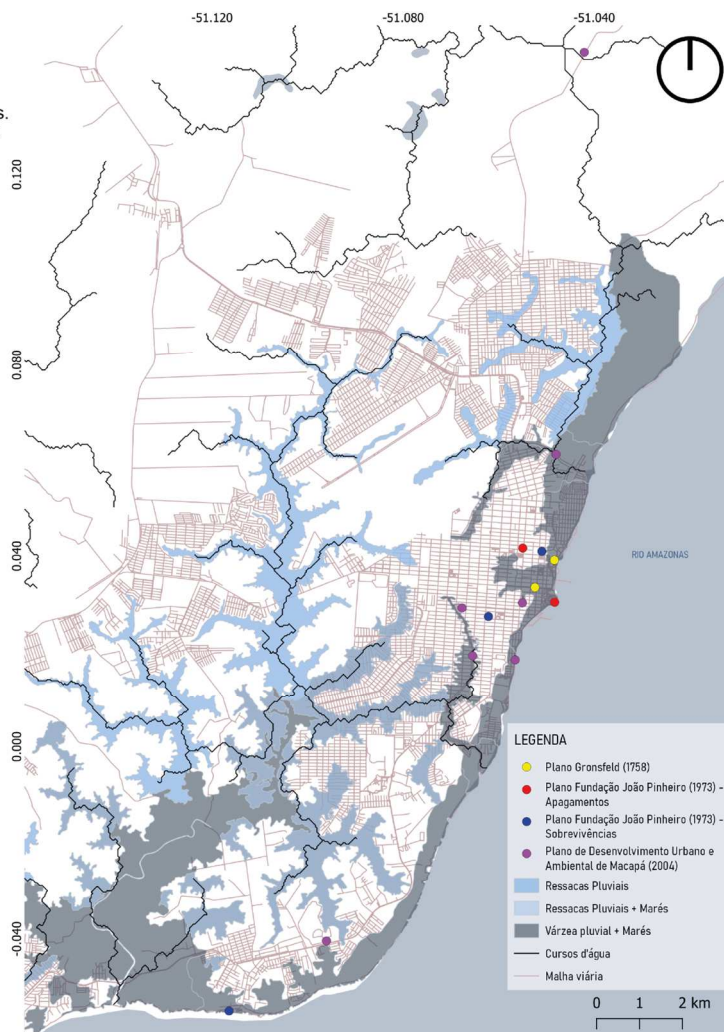 -51.120
-51.080
-51.040
s.
0.120
0.080
0.040
0.000
-0.040
RIO AMAZONAS
LEGENDA
Plano Gronsfeld (1758)
Plano Fundação João Pinheiro (1973) -
Apagamentos
Plano Fundação João Pinheiro (1973) -
Sobrevivências
Plano de Desenvolvimento Urbano e
Ambiental de Macapá (2004)
Ressacas Pluviais
Ressacas Pluviais + Marés
Várzea pluvial + Marés
Cursos d'água
Malha viária
0 1 2 km